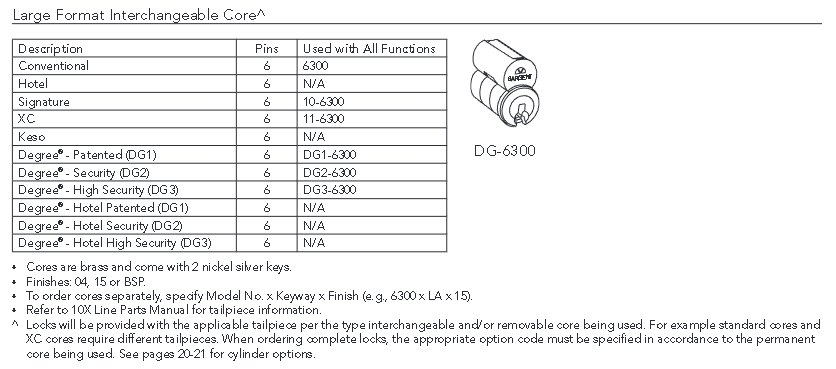 Large Format Interchangeable Core^
Description Pins Used with All Functions
Conventional 6 6300
Hotel 6 N/A
Signature 6 10-6300
XC 6 11-6300
Keso 6 N/A
Degree® - Patented (DG1) 6 DG1-6300
Degree® - Security (DG2) 6 DG2-6300
Degree® - High Security (DG3) 6 DG3-6300
Degree® - Hotel Patented (DG1) 6 N/A
Degree® - Hotel Security (DG2) 6 N/A
Degree® - Hotel High Security (DG3) 6 N/A
SARGENT
DG-6300
• Cores are brass and come with 2 nickel silver keys.
• Finishes: 04, 15 or BSP.
• To order cores separately, specify Model No. x Keyway x Finish (e.g., 6300 x LA x 15).
• Refer to 10X Line Parts Manual for tailpiece information.
^ Locks will be provided with the applicable tailpiece per the type interchangeable and/or removable core being used. For example standard cores and
XC cores require different tailpieces. When ordering complete locks, the appropriate option code must be specified in accordance to the permanent
core being used. See pages 20-21 for cylinder options.